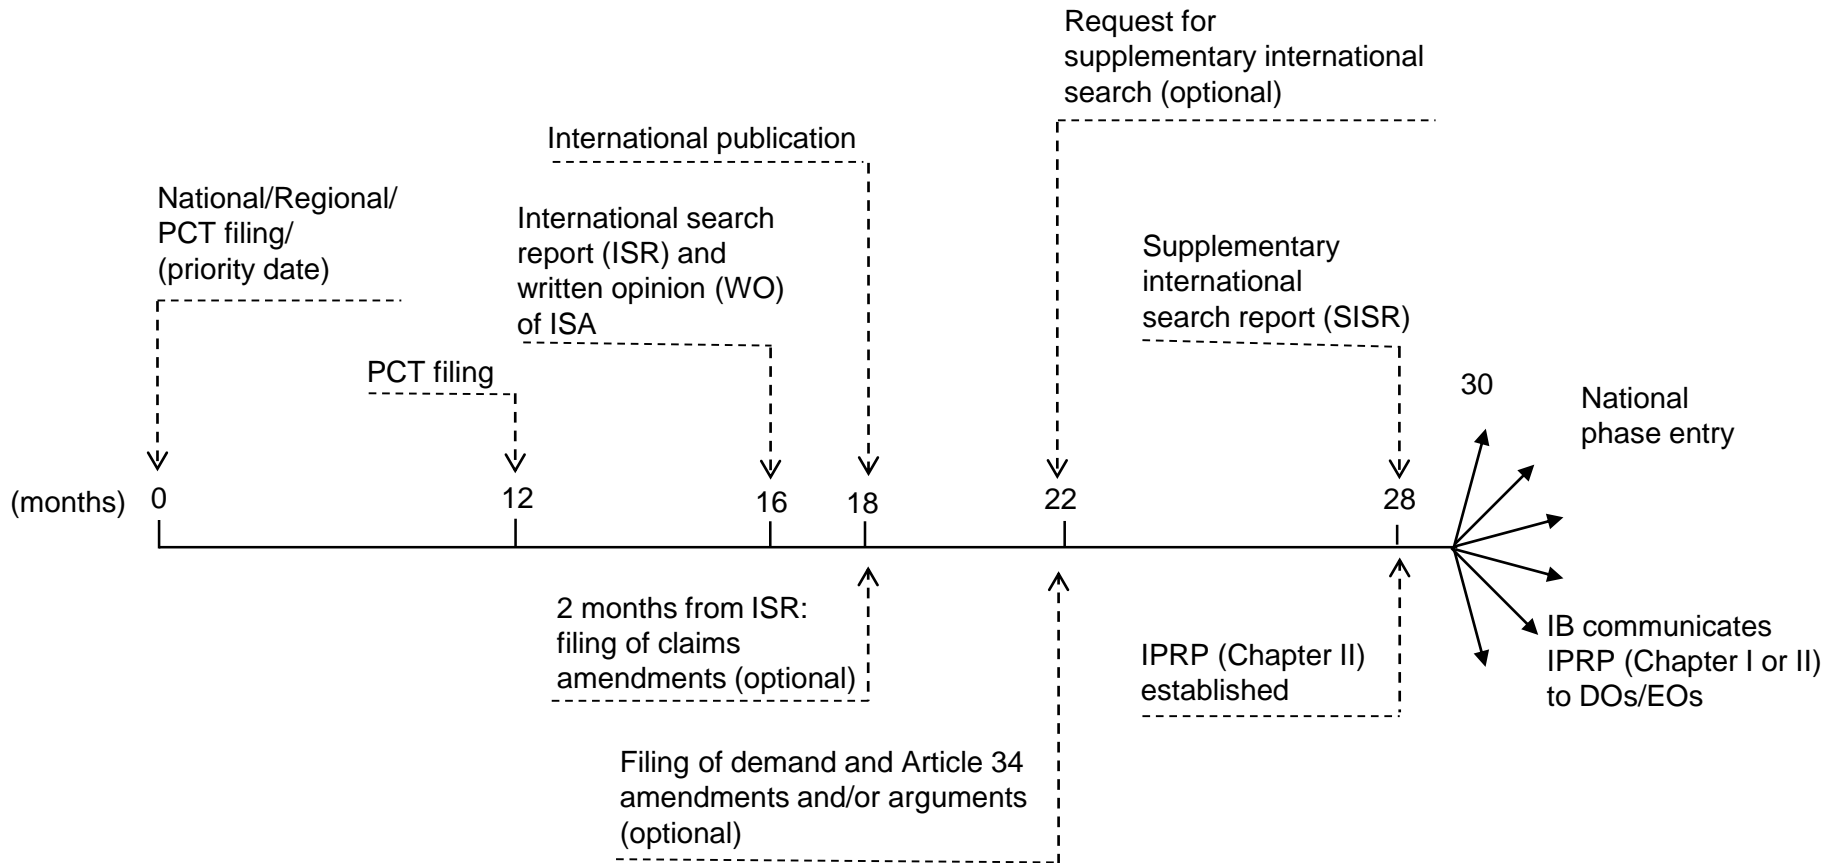 Request for
supplementary international
search (optional)
International publication
National/Regional/
PCT filing/
(priority date)
International search
report (ISR) and
written opinion (WO)
of ISA
Supplementary
international
search report (SISR)
PCT filing
30
National
phase entry
(months) 0 12 16 18 22 28
2 months from ISR:
filing of claims
amendments (optional)
IPRP (Chapter II)
established
IB communicates
IPRP (Chapter I or II)
to DOs/EOs
Filing of demand and Article 34
amendments and/or arguments
(optional)